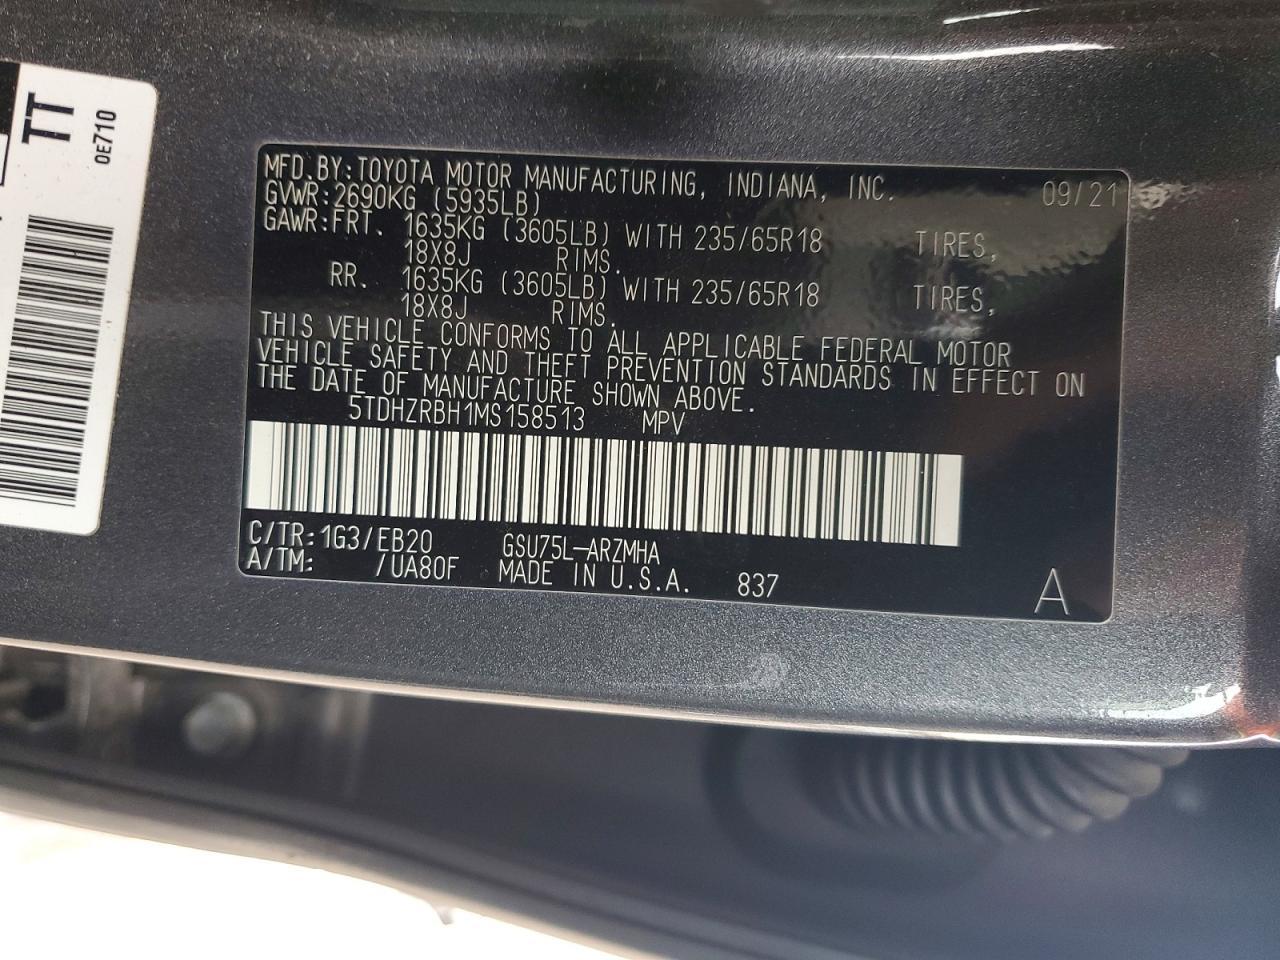 TT
0E710
MFD.BY:TOYOTA MOTOR MANUFACTURING, INDIANA, INC. 09/21
GVWR:2690KG (5935LB)
GAWR:FRT. 1635KG (3605LB) WITH 235/65R18 TIRES,
18X8J RIMS.
RR. 1635KG (3605LB) WITH 235/65R18 TIRES,
18X8J RIMS.
THIS VEHICLE CONFORMS TO ALL APPLICABLE FEDERAL MOTOR
VEHICLE SAFETY AND THEFT PREVENTION STANDARDS IN EFFECT ON
THE DATE OF MANUFACTURE SHOWN ABOVE.
5TDHZRBH1MS158513 MPV
C/TR:1G3/EB20 GSU75L-ARZMHA
A/TM: /UA80F MADE IN U.S.A. 837 A